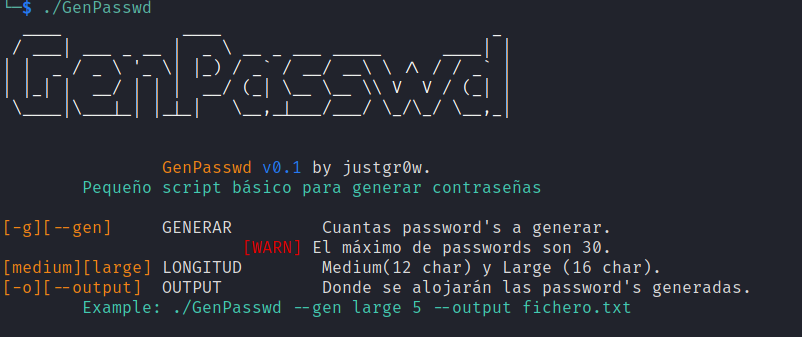 └─$ ./GenPasswd
GenPasswd
GenPasswd v0.1 by justgr0w.
Pequeño script básico para generar contraseñas
[-g][--gen] GENERAR Cuantas password's a generar.
[WARN] El máximo de passwords son 30.
[medium][large] LONGITUD Medium(12 char) y Large (16 char).
[-o][--output] OUTPUT Donde se alojarán las password's generadas.
Example: ./GenPasswd --gen large 5 --output fichero.txt